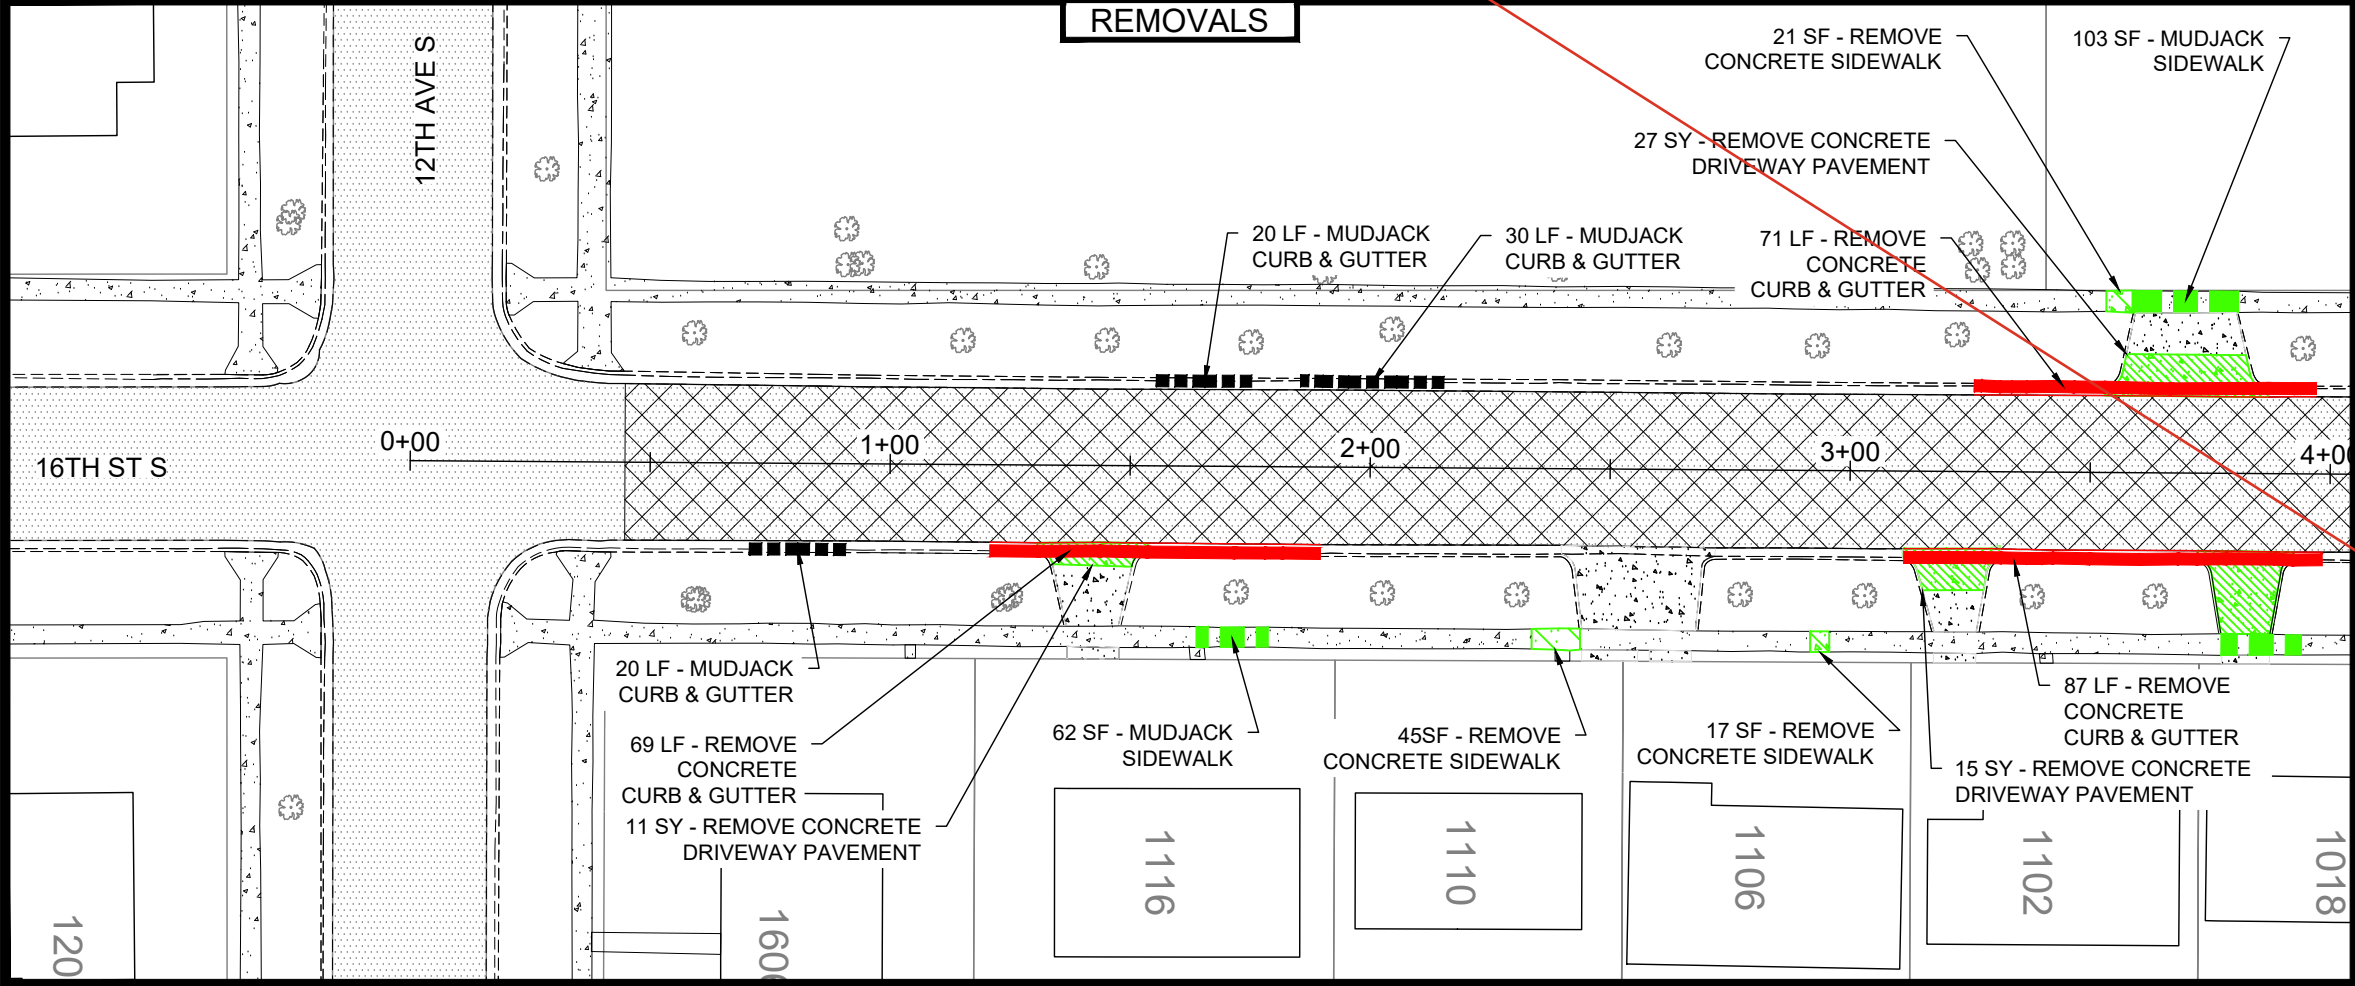 REMOVALS
12TH AVE S
21 SF - REMOVE
CONCRETE SIDEWALK
103 SF - MUDJACK
SIDEWALK
27 SY - REMOVE CONCRETE
DRIVEWAY PAVEMENT
20 LF - MUDJACK
CURB & GUTTER
30 LF - MUDJACK
CURB & GUTTER
71 LF - REMOVE
CONCRETE
CURB & GUTTER
16TH ST S
0+00
1+00
2+00
3+00
4+00
20 LF - MUDJACK
CURB & GUTTER
69 LF - REMOVE
CONCRETE
CURB & GUTTER
11 SY - REMOVE CONCRETE
DRIVEWAY PAVEMENT
62 SF - MUDJACK
SIDEWALK
45SF - REMOVE
CONCRETE SIDEWALK
17 SF - REMOVE
CONCRETE SIDEWALK
87 LF - REMOVE
CONCRETE
CURB & GUTTER
15 SY - REMOVE CONCRETE
DRIVEWAY PAVEMENT
120
1606
1116
1110
1106
1102
1018